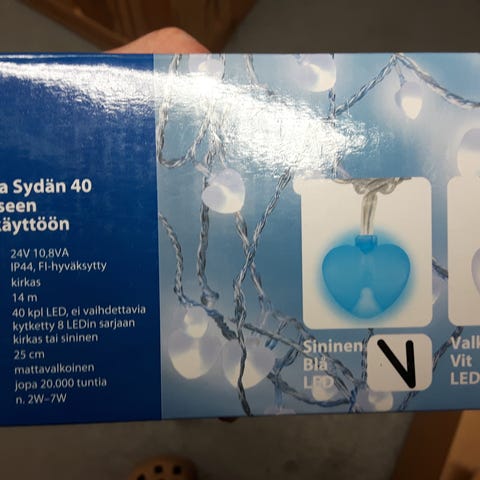 a Sydän 40
seen
käyttöön
24V 10,8VA
IP44, FI-hyväksytty
kirkas
14 m
40 kpl LED, ei vaihdettavia
kytketty 8 LEDin sarjaan
kirkas tai sininen
25 cm
mattavalkoinen
jopa 20.000 tuntia
n. 2W–7W
Sininen
Blå
LED
V
Valk
Vit
LED